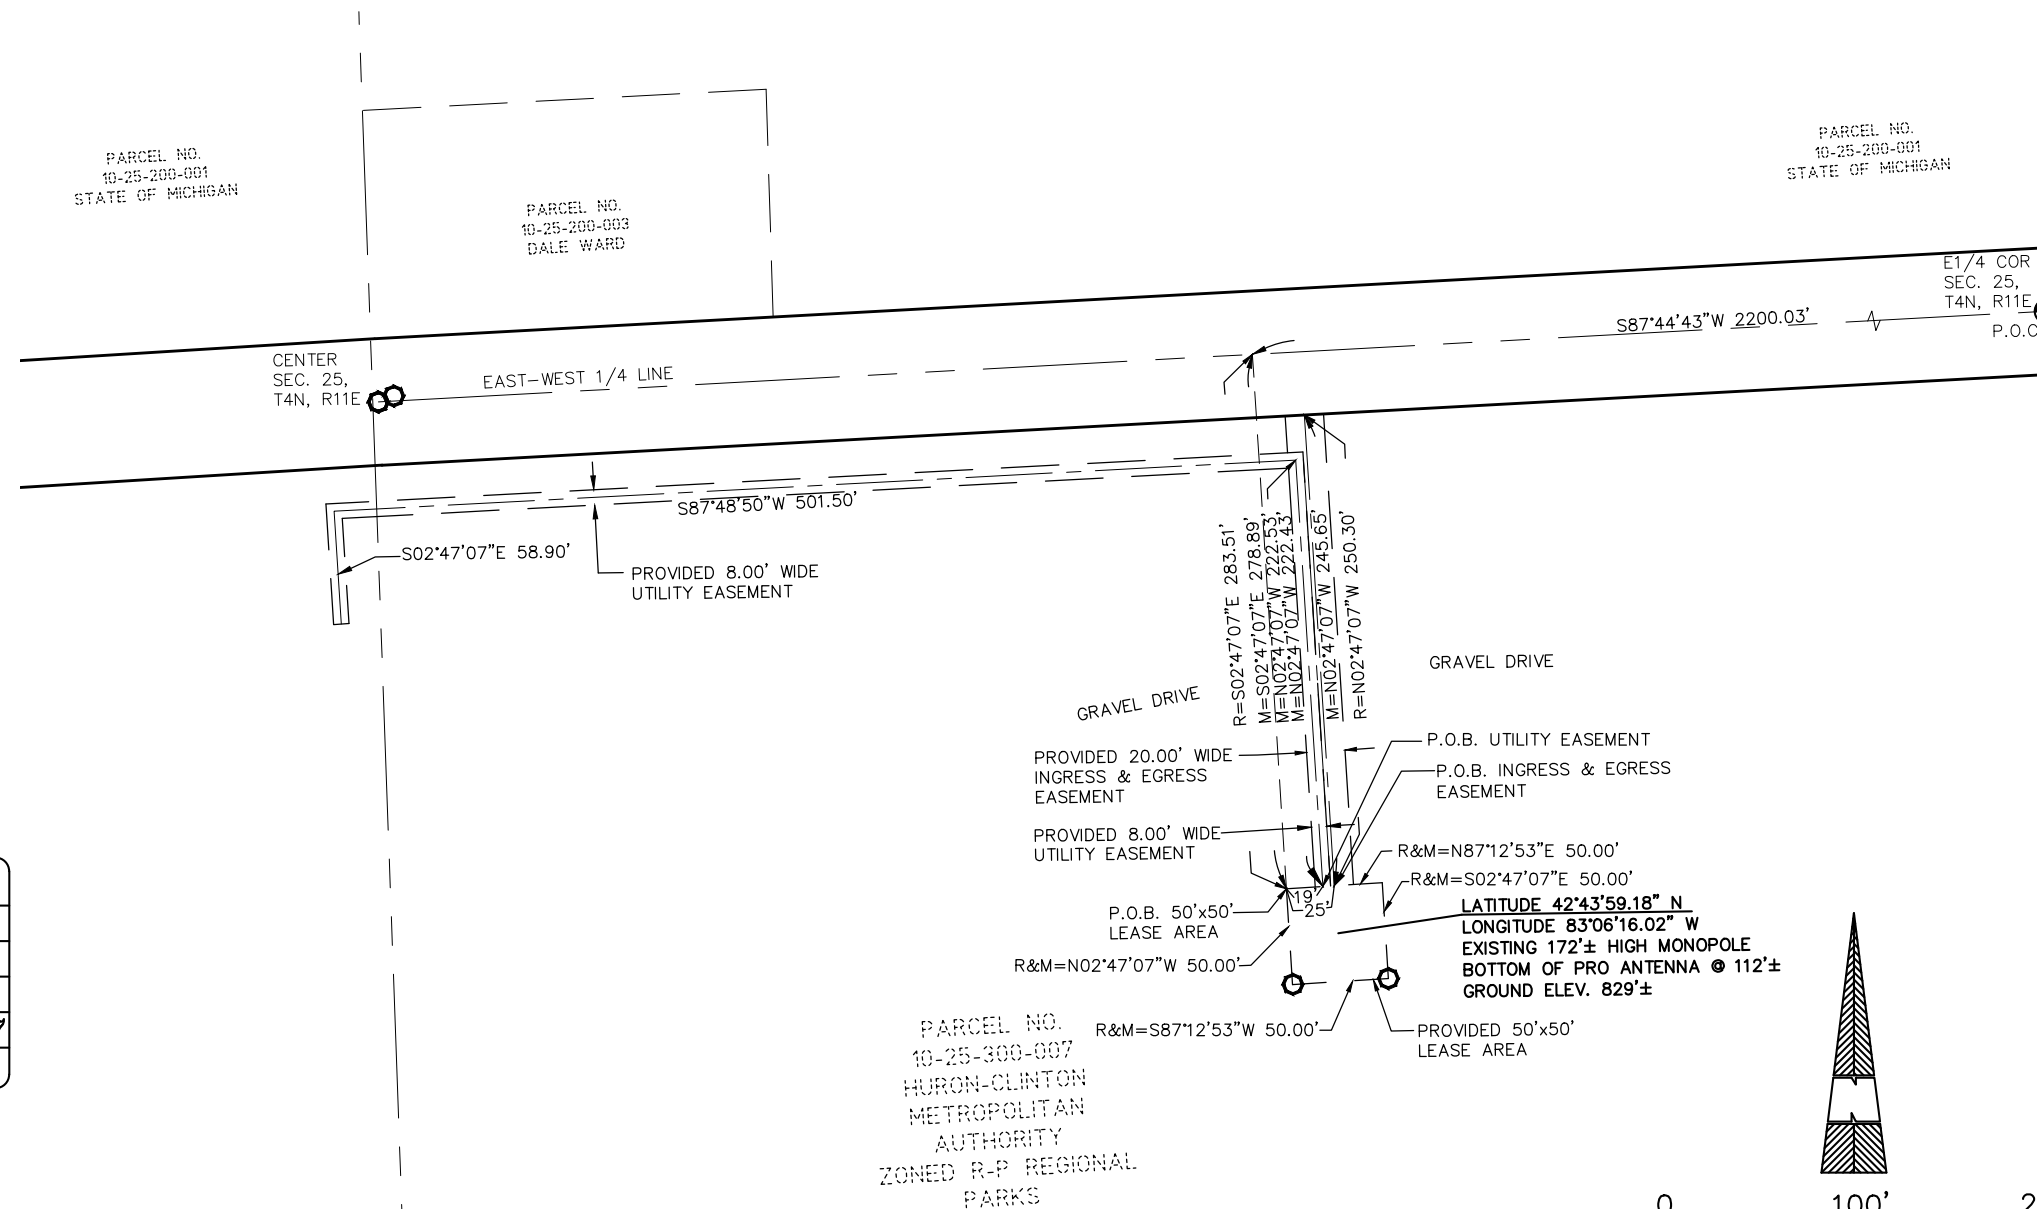 PARCEL NO.
10-25-200-001
STATE OF MICHIGAN
PARCEL NO.
10-25-200-003
DALE WARD
PARCEL NO.
10-25-200-001
STATE OF MICHIGAN
E1/4 COR
SEC. 25,
T4N, R11E
P.O.C
S87°44'43"W 2200.03'
CENTER
SEC. 25,
T4N, R11E
EAST-WEST 1/4 LINE
S87°48'50"W 501.50'
S02°47'07"E 58.90'
PROVIDED 8.00' WIDE
UTILITY EASEMENT
R=S02°47'07"E 283.51'
M=S02°47'07"E 278.89'
M=N02°47'07"W 222.53'
M=N02°47'07"W 222.43'
M=N02°47'07"W 245.65'
R=N02°47'07"W 250.30'
GRAVEL DRIVE
GRAVEL DRIVE
PROVIDED 20.00' WIDE
INGRESS & EGRESS
EASEMENT
P.O.B. UTILITY EASEMENT
P.O.B. INGRESS & EGRESS
EASEMENT
PROVIDED 8.00' WIDE
UTILITY EASEMENT
R&M=N87°12'53"E 50.00'
R&M=S02°47'07"E 50.00'
19'
25'
P.O.B. 50'x50'
LEASE AREA
LATITUDE 42°43'59.18" N
LONGITUDE 83°06'16.02" W
EXISTING 172'± HIGH MONOPOLE
BOTTOM OF PRO ANTENNA @ 112'±
GROUND ELEV. 829'±
R&M=N02°47'07"W 50.00'
R&M=S87°12'53"W 50.00'
PROVIDED 50'x50'
LEASE AREA
PARCEL NO.
10-25-300-007
HURON-CLINTON
METROPOLITAN
AUTHORITY
ZONED R-P REGIONAL
PARKS
0 100' 2